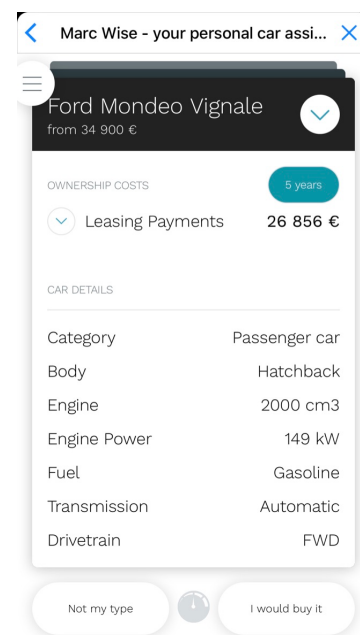 Marc Wise - your personal car assi...
Ford Mondeo Vignale
from 34 900 €
OWNERSHIP COSTS
5 years
Leasing Payments 26 856 €
CAR DETAILS
Category Passenger car
Body Hatchback
Engine 2000 cm3
Engine Power 149 kW
Fuel Gasoline
Transmission Automatic
Drivetrain FWD
Not my type
I would buy it